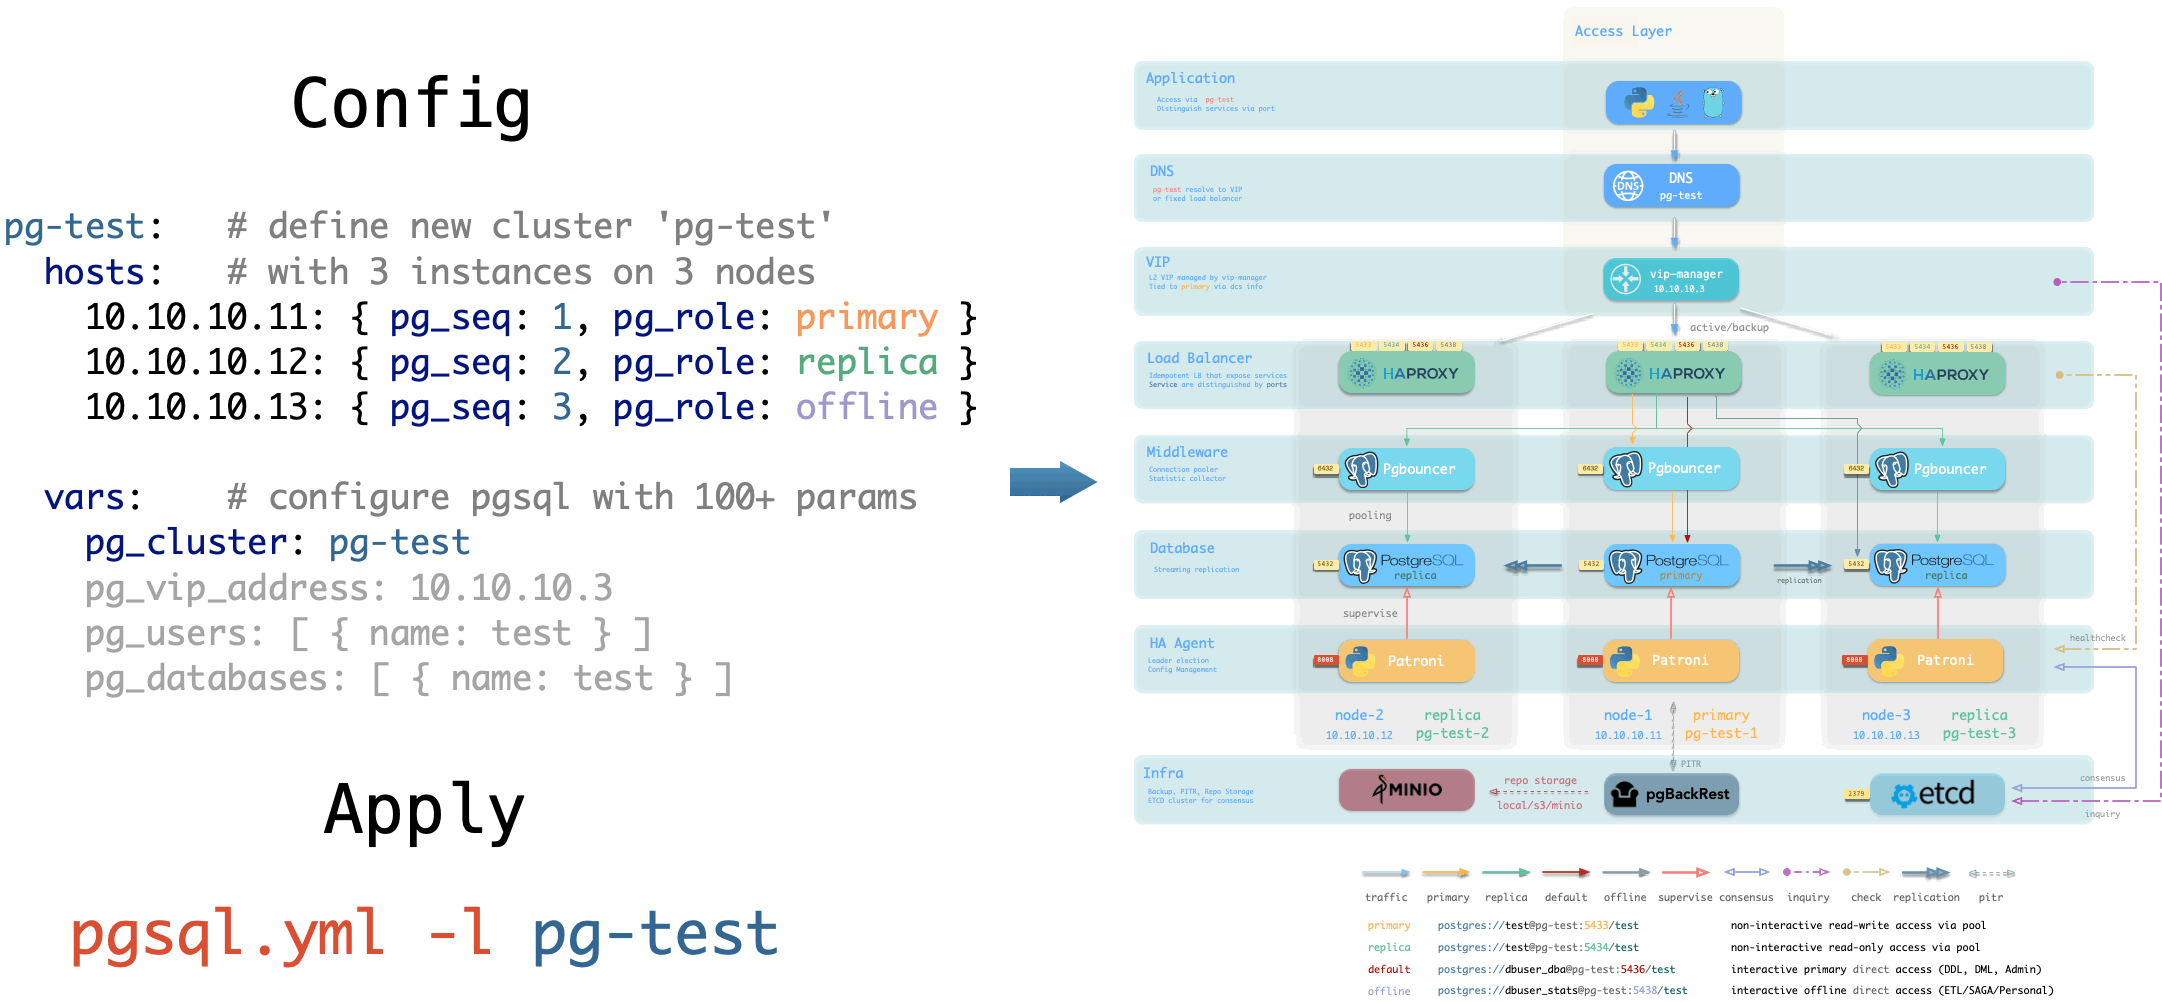 Config
pg-test:   # define new cluster 'pg-test'
hosts:   # with 3 instances on 3 nodes
10.10.10.11: { pg_seq: 1, pg_role: primary }
10.10.10.12: { pg_seq: 2, pg_role: replica }
10.10.10.13: { pg_seq: 3, pg_role: offline }
vars:    # configure pgsql with 100+ params
pg_cluster: pg-test
pg_vip_address: 10.10.10.3
pg_users: [ { name: test } ]
pg_databases: [ { name: test } ]
Apply
pgsql.yml -l pg-test
Access Layer
Application
Access via pg-test
Distinguish services via port
DNS
pg-test resolve to VIP
or fixed load balancer
DNS
DNS
pg-test
VIP
L2 VIP managed by vip-manager
Tied to primary via dcs info
vip-manager
10.10.10.3
active/backup
Load Balancer
Idempotent LB that expose services
Service are distinguished by ports
5433 5434 5436 5438
HAPROXY
5433 5434 5436 5438
HAPROXY
5433 5434 5436 5438
HAPROXY
Middleware
Connection pooler
Statistic collector
6432 Pgbouncer
6432 Pgbouncer
6432 Pgbouncer
pooling
Database
Streaming replication
5432 PostgreSQL
replica
5432 PostgreSQL
primary
replication
5432 PostgreSQL
replica
supervise
HA Agent
Leader election
Config Management
8008 Patroni
8008 Patroni
8008 Patroni
healthcheck
node-2 replica
10.10.10.12 pg-test-2
node-1 primary
10.10.10.11 pg-test-1
node-3 replica
10.10.10.13 pg-test-3
PITR
Infra
Backup, PITR, Repo Storage
ETCD cluster for consensus
MINIO
repo storage
local/s3/minio
pgBackRest
2379 etcd
consensus
inquiry
traffic primary replica default offline supervise consensus inquiry check replication pitr
primary postgres://test@pg-test:5433/test non-interactive read-write access via pool
replica postgres://test@pg-test:5434/test non-interactive read-only access via pool
default postgres://dbuser_dba@pg-test:5436/test interactive primary direct access (DDL, DML, Admin)
offline postgres://dbuser_stats@pg-test:5438/test interactive offline direct access (ETL/SAGA/Personal)